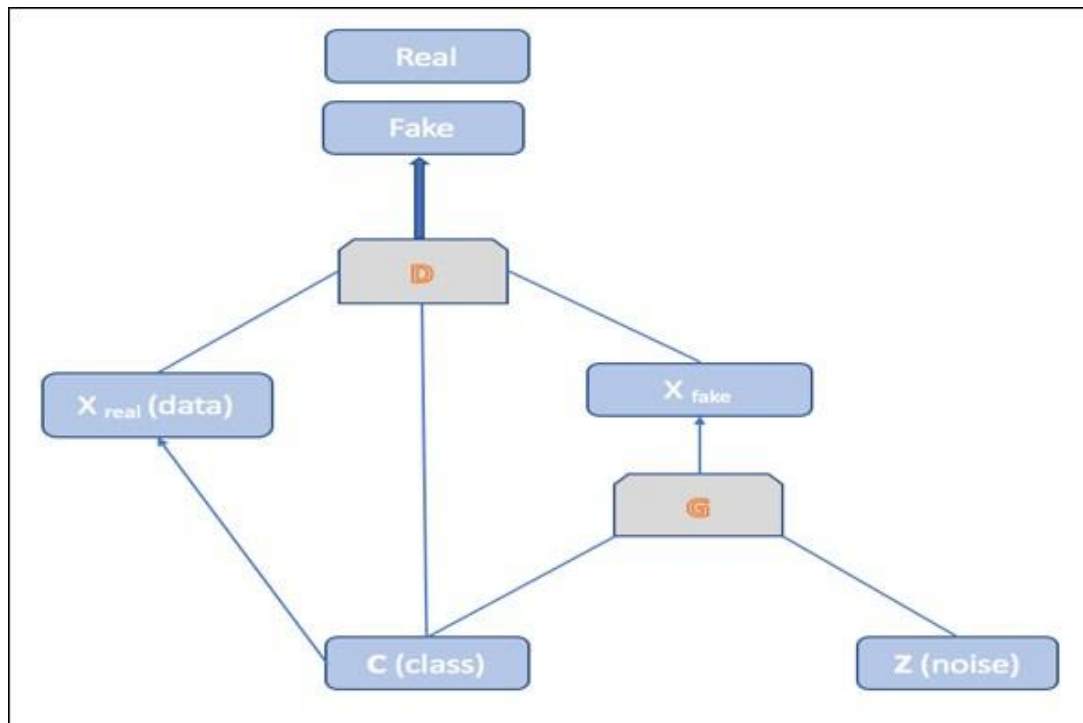 Real
Fake
D
X real (data)
X fake
G
C (class)
Z (noise)